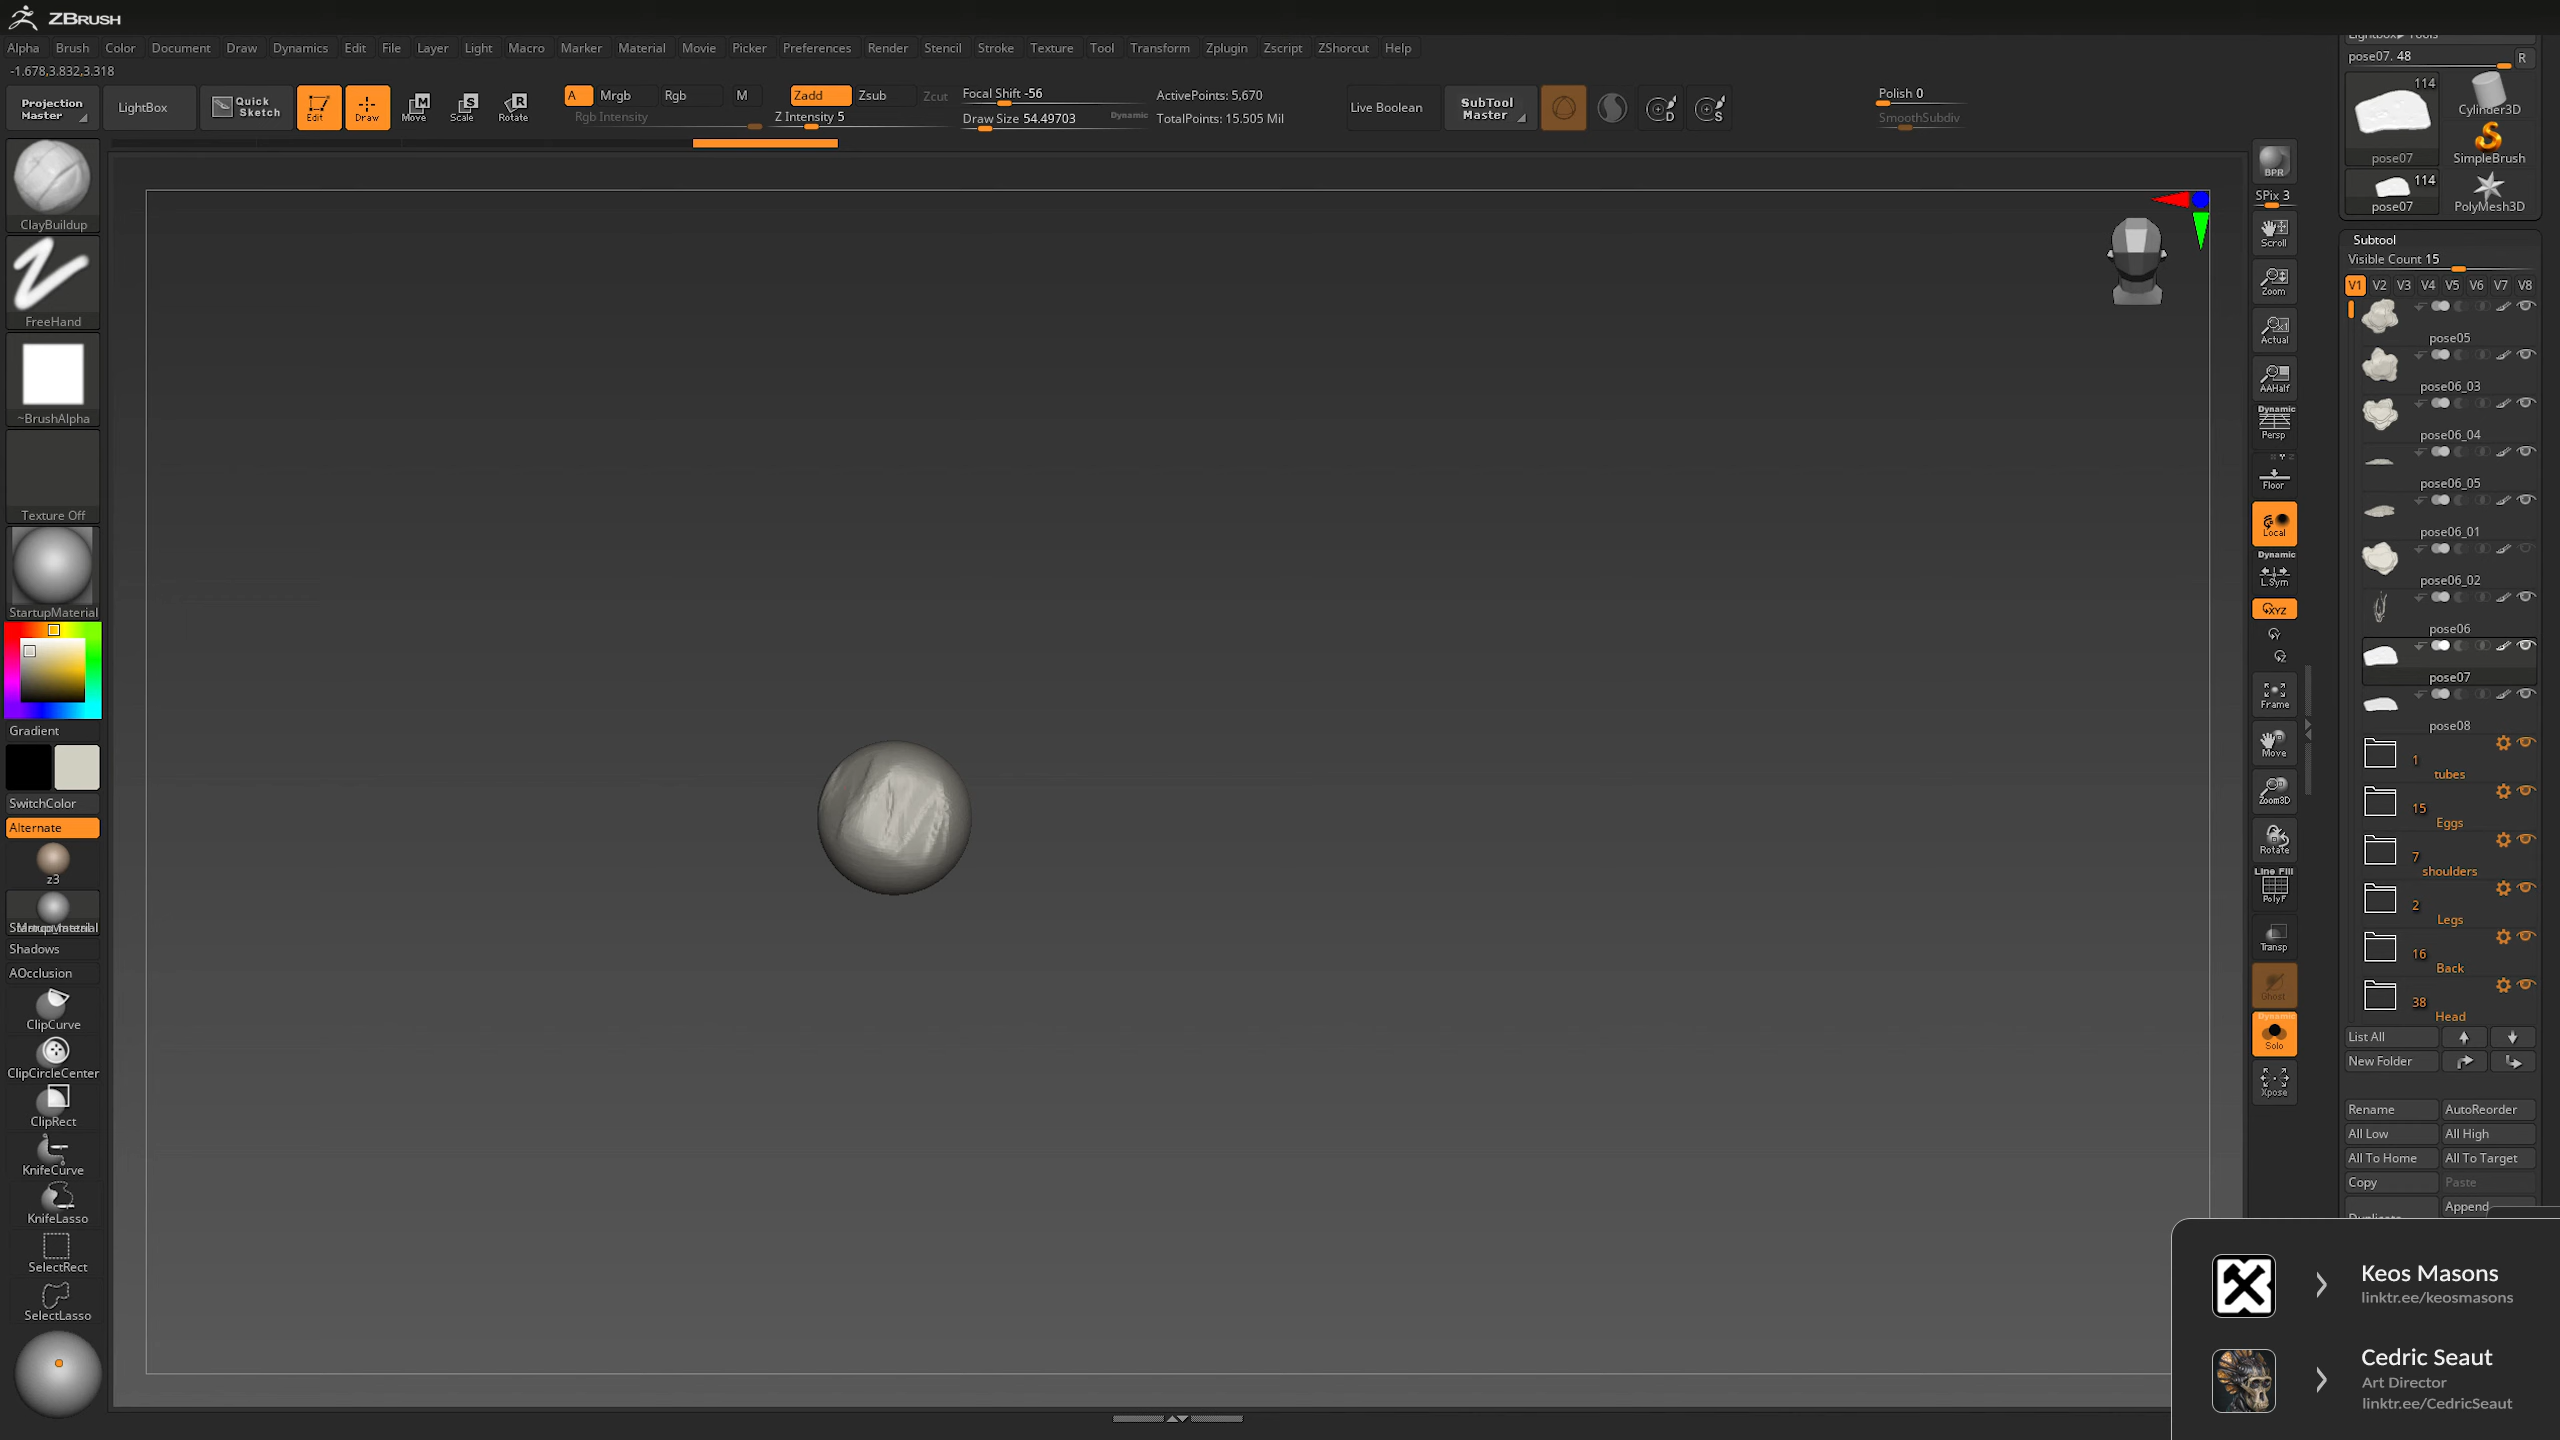 ZBRUSH
Alpha Brush Color Document Draw Dynamics Edit File Layer Light Macro Marker Material Movie Picker Preferences Render Stencil Stroke Texture Tool Transform Zplugin Zscript ZShorcut Help
-1.678,3.832,3.318
Projection Master
LightBox
Quick Sketch
Edit
Draw
Move
Scale
Rotate
A Mrgb Rgb M
Rgb Intensity
Zadd Zsub Zcut
Z Intensity 5
Focal Shift -56
Draw Size 54.49703
Dynamic
ActivePoints: 5,670
TotalPoints: 15.505 Mil
Live Boolean
SubTool Master
Polish 0
SmoothSubdiv
ClayBuildup
FreeHand
~BrushAlpha
Texture Off
StartupMaterial
Gradient
SwitchColor
Alternate
z3
Shadows
AOcclusion
ClipCurve
ClipCircleCenter
ClipRect
KnifeCurve
KnifeLasso
SelectRect
SelectLasso
BPR
SPix 3
Scroll
Zoom
Actual
AAHalf
Dynamic
Persp
Floor
Local
Dynamic
L.Sym
XYZ
Frame
Move
Zoom3D
Rotate
Line Fill
PolyF
Transp
Ghost
Dynamic
Solo
Xpose
pose07. 48
R
114
pose07
Cylinder3D
SimpleBrush
114
pose07
PolyMesh3D
Subtool
Visible Count 15
V1 V2 V3 V4 V5 V6 V7 V8
pose05
pose06_03
pose06_04
pose06_05
pose06_01
pose06_02
pose06
pose07
pose08
1
tubes
15
Eggs
7
shoulders
2
Legs
16
Back
38
Head
List All
New Folder
Rename AutoReorder
All Low All High
All To Home All To Target
Copy Paste
Append
Keos Masons
linktr.ee/keosmasons
Cedric Seaut
Art Director
linktr.ee/CedricSeaut